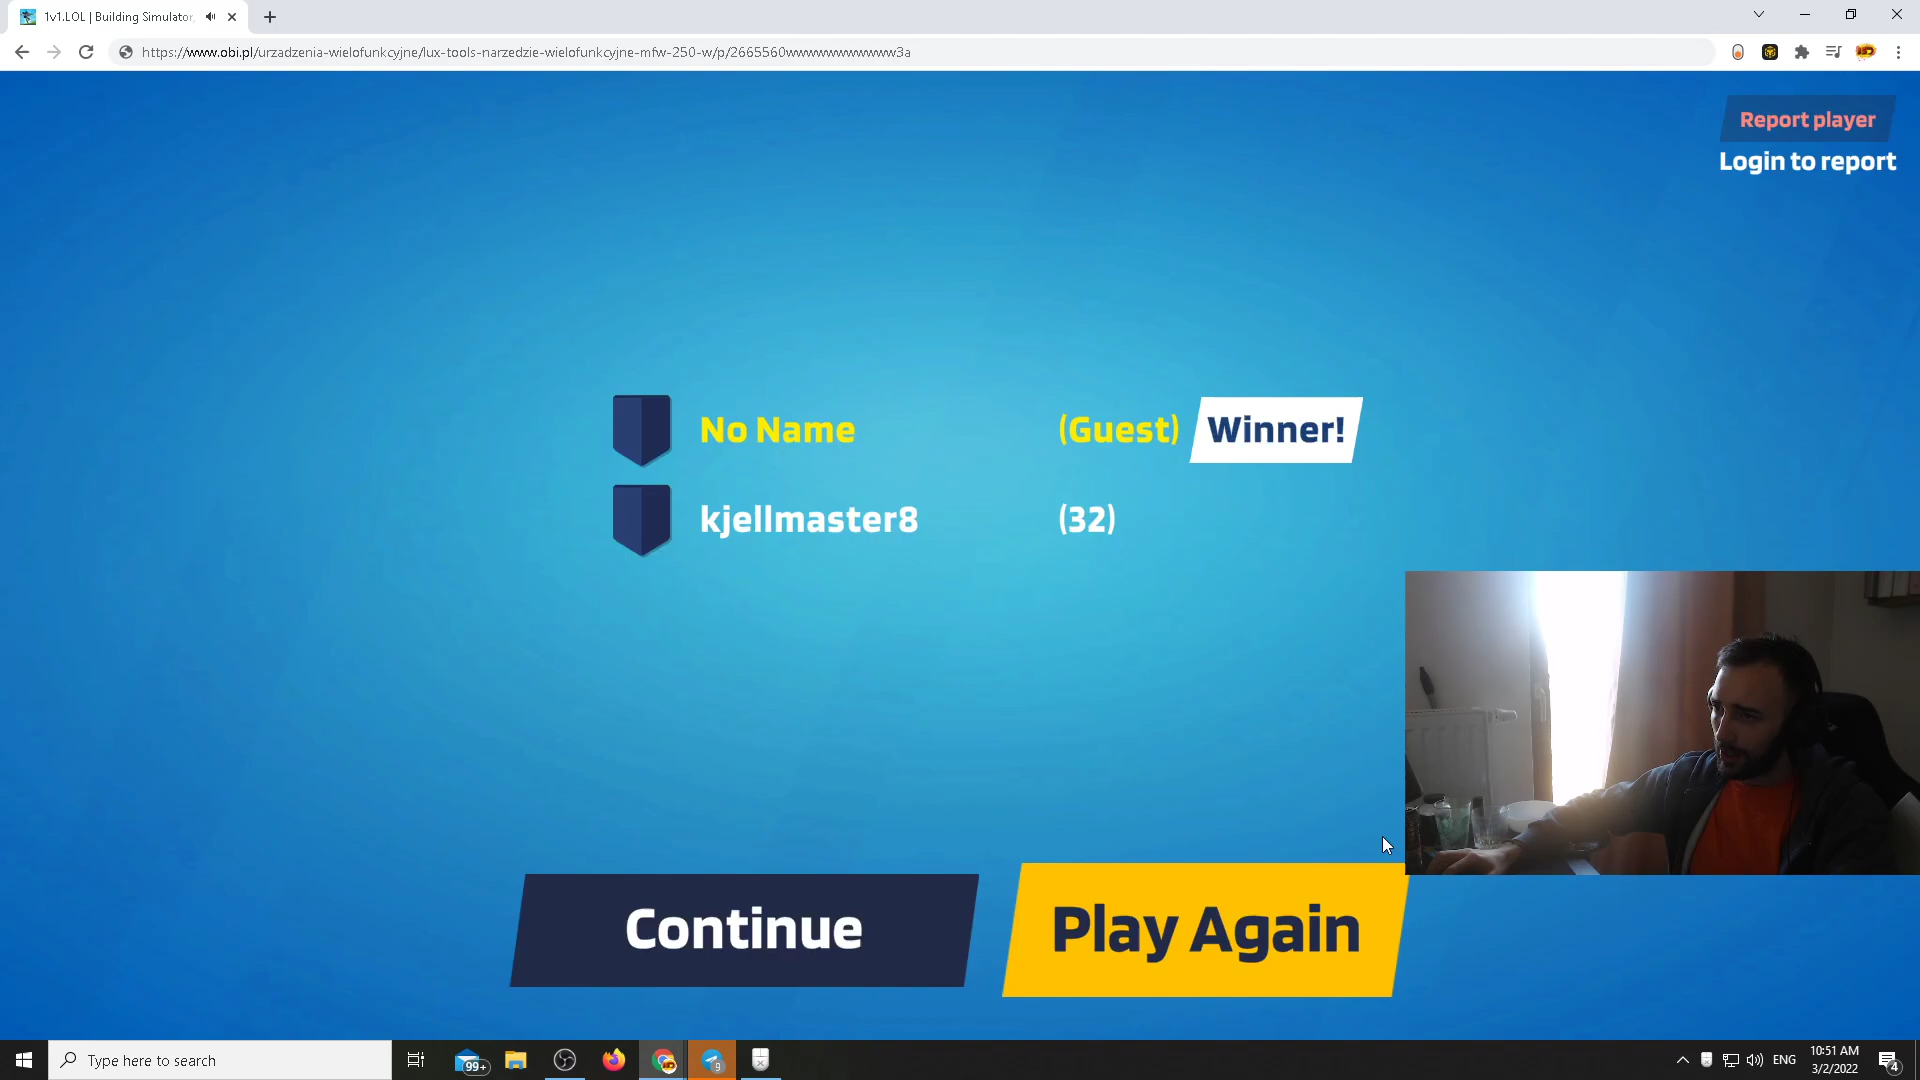 1v1.LOL | Building Simulator,
https://www.obi.pl/urzadzenia-wielofunkcyjne/lux-tools-narzedzie-wielofunkcyjne-mfw-250-w/p/2665560wwwwwwwwwwww3a
Report player
Login to report
No Name (Guest) Winner!
kjellmaster8 (32)
Continue
Play Again
Type here to search
99+
9
ENG
10:51 AM
3/2/2022
4